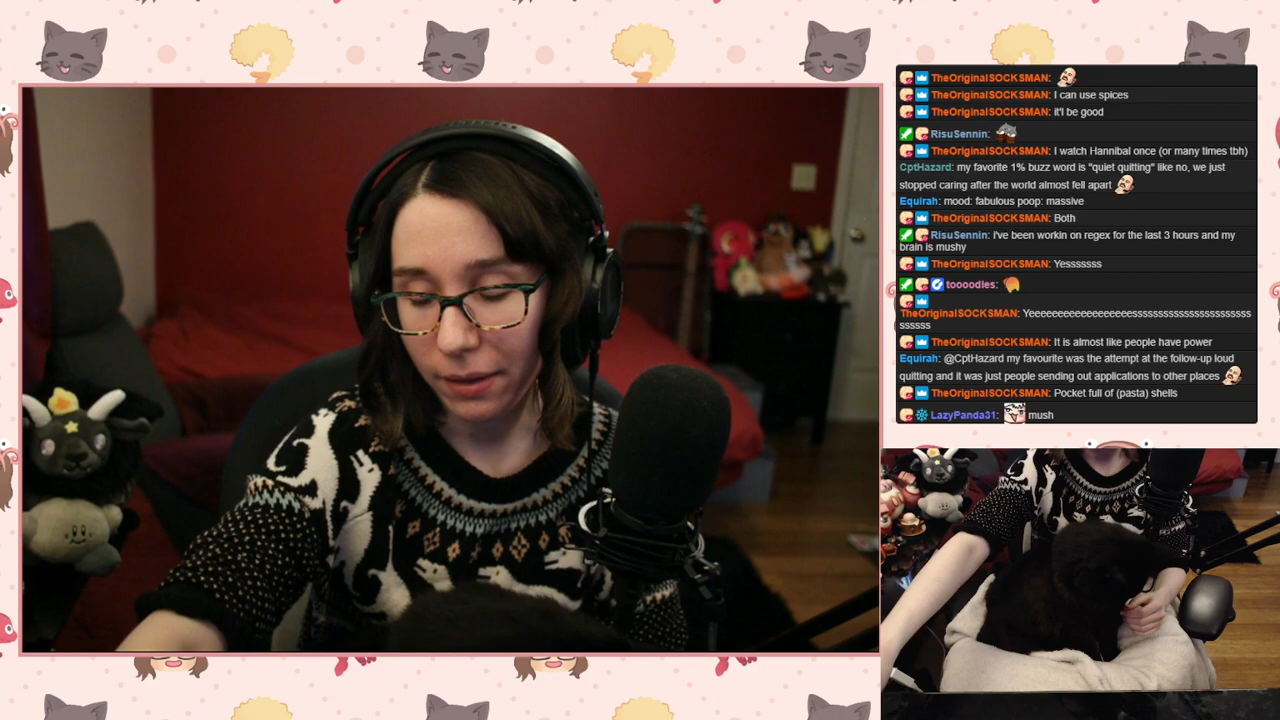 TheOriginalSOCKSMAN:
TheOriginalSOCKSMAN: I can use spices
TheOriginalSOCKSMAN: it'l be good
RisuSennin:
TheOriginalSOCKSMAN: I watch Hannibal once (or many times tbh)
CptHazard: my favorite 1% buzz word is "quiet quitting" like no, we just
stopped caring after the world almost fell apart
Equirah: mood: fabulous poop: massive
TheOriginalSOCKSMAN: Both
RisuSennin: i've been workin on regex for the last 3 hours and my
brain is mushy
TheOriginalSOCKSMAN: Yesssssss
toooodles:
TheOriginalSOCKSMAN: Yeeeeeeeeeeeeeeeeeesssssssssssssssssssssssssss
ssssss
TheOriginalSOCKSMAN: It is almost like people have power
Equirah: @CptHazard my favourite was the attempt at the follow-up loud
quitting and it was just people sending out applications to other places
TheOriginalSOCKSMAN: Pocket full of (pasta) shells
LazyPanda31: mush